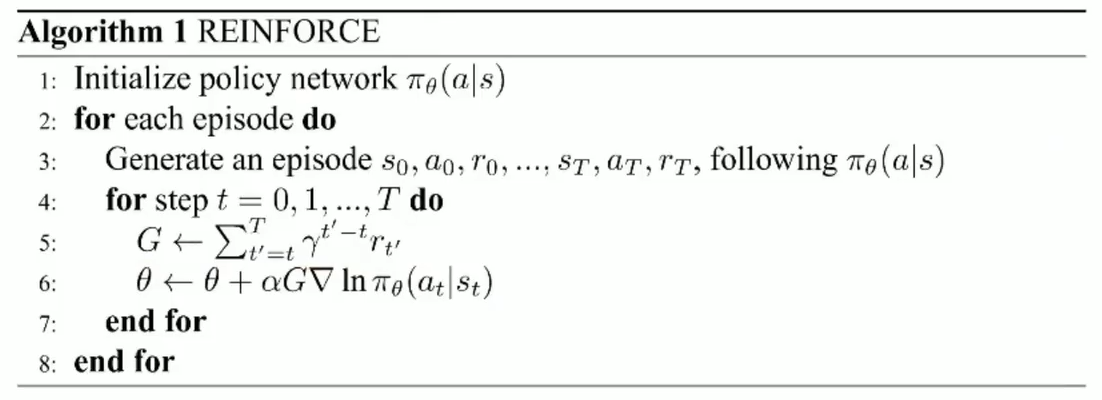 Algorithm 1 REINFORCE
1: Initialize policy network π_θ(a|s)
2: for each episode do
3: Generate an episode s_0, a_0, r_0, ..., s_T, a_T, r_T, following π_θ(a|s)
4: for step t = 0, 1, ..., T do
5: G ← ∑_{t'=t}^{T} γ^{t'−t} r_{t'}
6: θ ← θ + αG∇ ln π_θ(a_t|s_t)
7: end for
8: end for